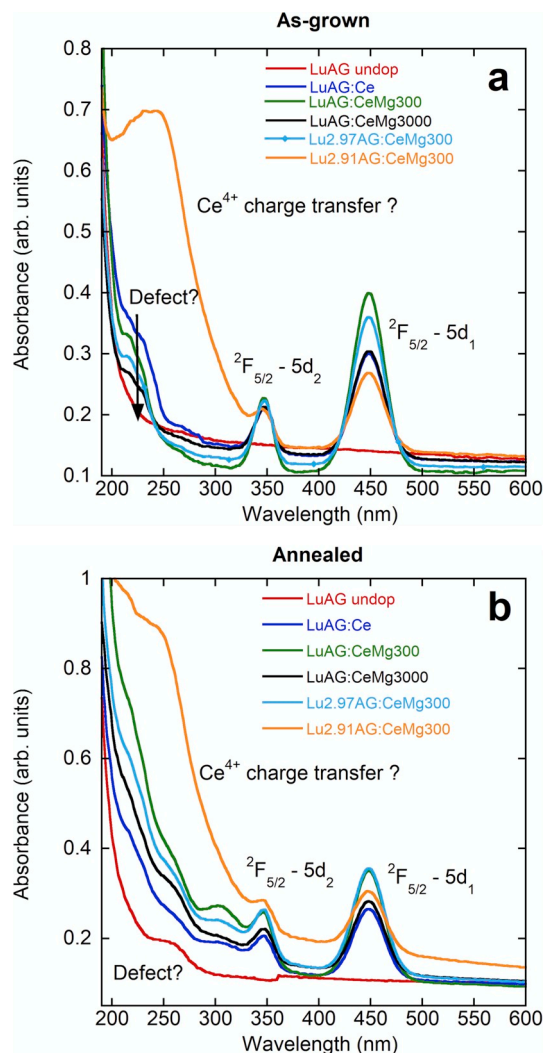 As-grown
0.8
0.7
0.6
0.5
0.4
0.3
0.2
0.1
Absorbance (arb. units)
a
LuAG undop
LuAG:Ce
LuAG:CeMg300
LuAG:CeMg3000
Lu2.97AG:CeMg300
Lu2.91AG:CeMg300
Ce⁴⁺ charge transfer ?
Defect?
²F₅/₂ - 5d₂
²F₅/₂ - 5d₁
200 250 300 350 400 450 500 550 600
Wavelength (nm)
Annealed
1
0.8
0.6
0.4
0.2
Absorbance (arb. units)
b
LuAG undop
LuAG:Ce
LuAG:CeMg300
LuAG:CeMg3000
Lu2.97AG:CeMg300
Lu2.91AG:CeMg300
Ce⁴⁺ charge transfer ?
²F₅/₂ - 5d₂
²F₅/₂ - 5d₁
Defect?
200 250 300 350 400 450 500 550 600
Wavelength (nm)